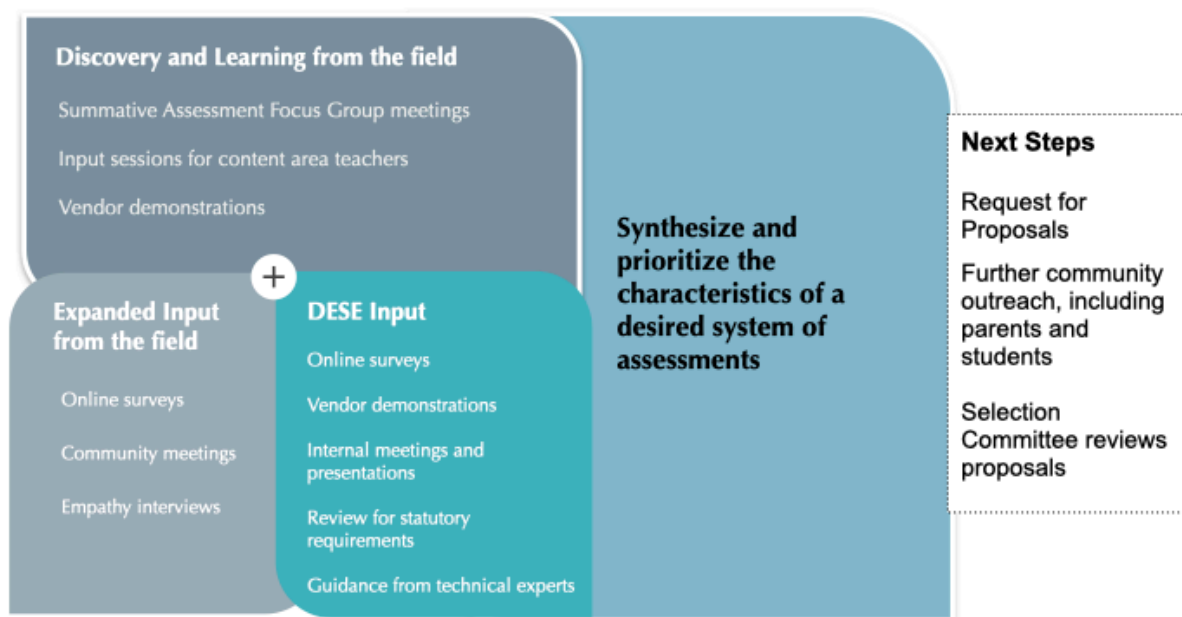 Discovery and Learning from the field
Summative Assessment Focus Group meetings
Input sessions for content area teachers
Vendor demonstrations
+
Expanded Input
from the field
Online surveys
Community meetings
Empathy interviews
DESE Input
Online surveys
Vendor demonstrations
Internal meetings and
presentations
Review for statutory
requirements
Guidance from technical experts
Synthesize and
prioritize the
characteristics of a
desired system of
assessments
Next Steps
Request for
Proposals
Further community
outreach, including
parents and
students
Selection
Committee reviews
proposals